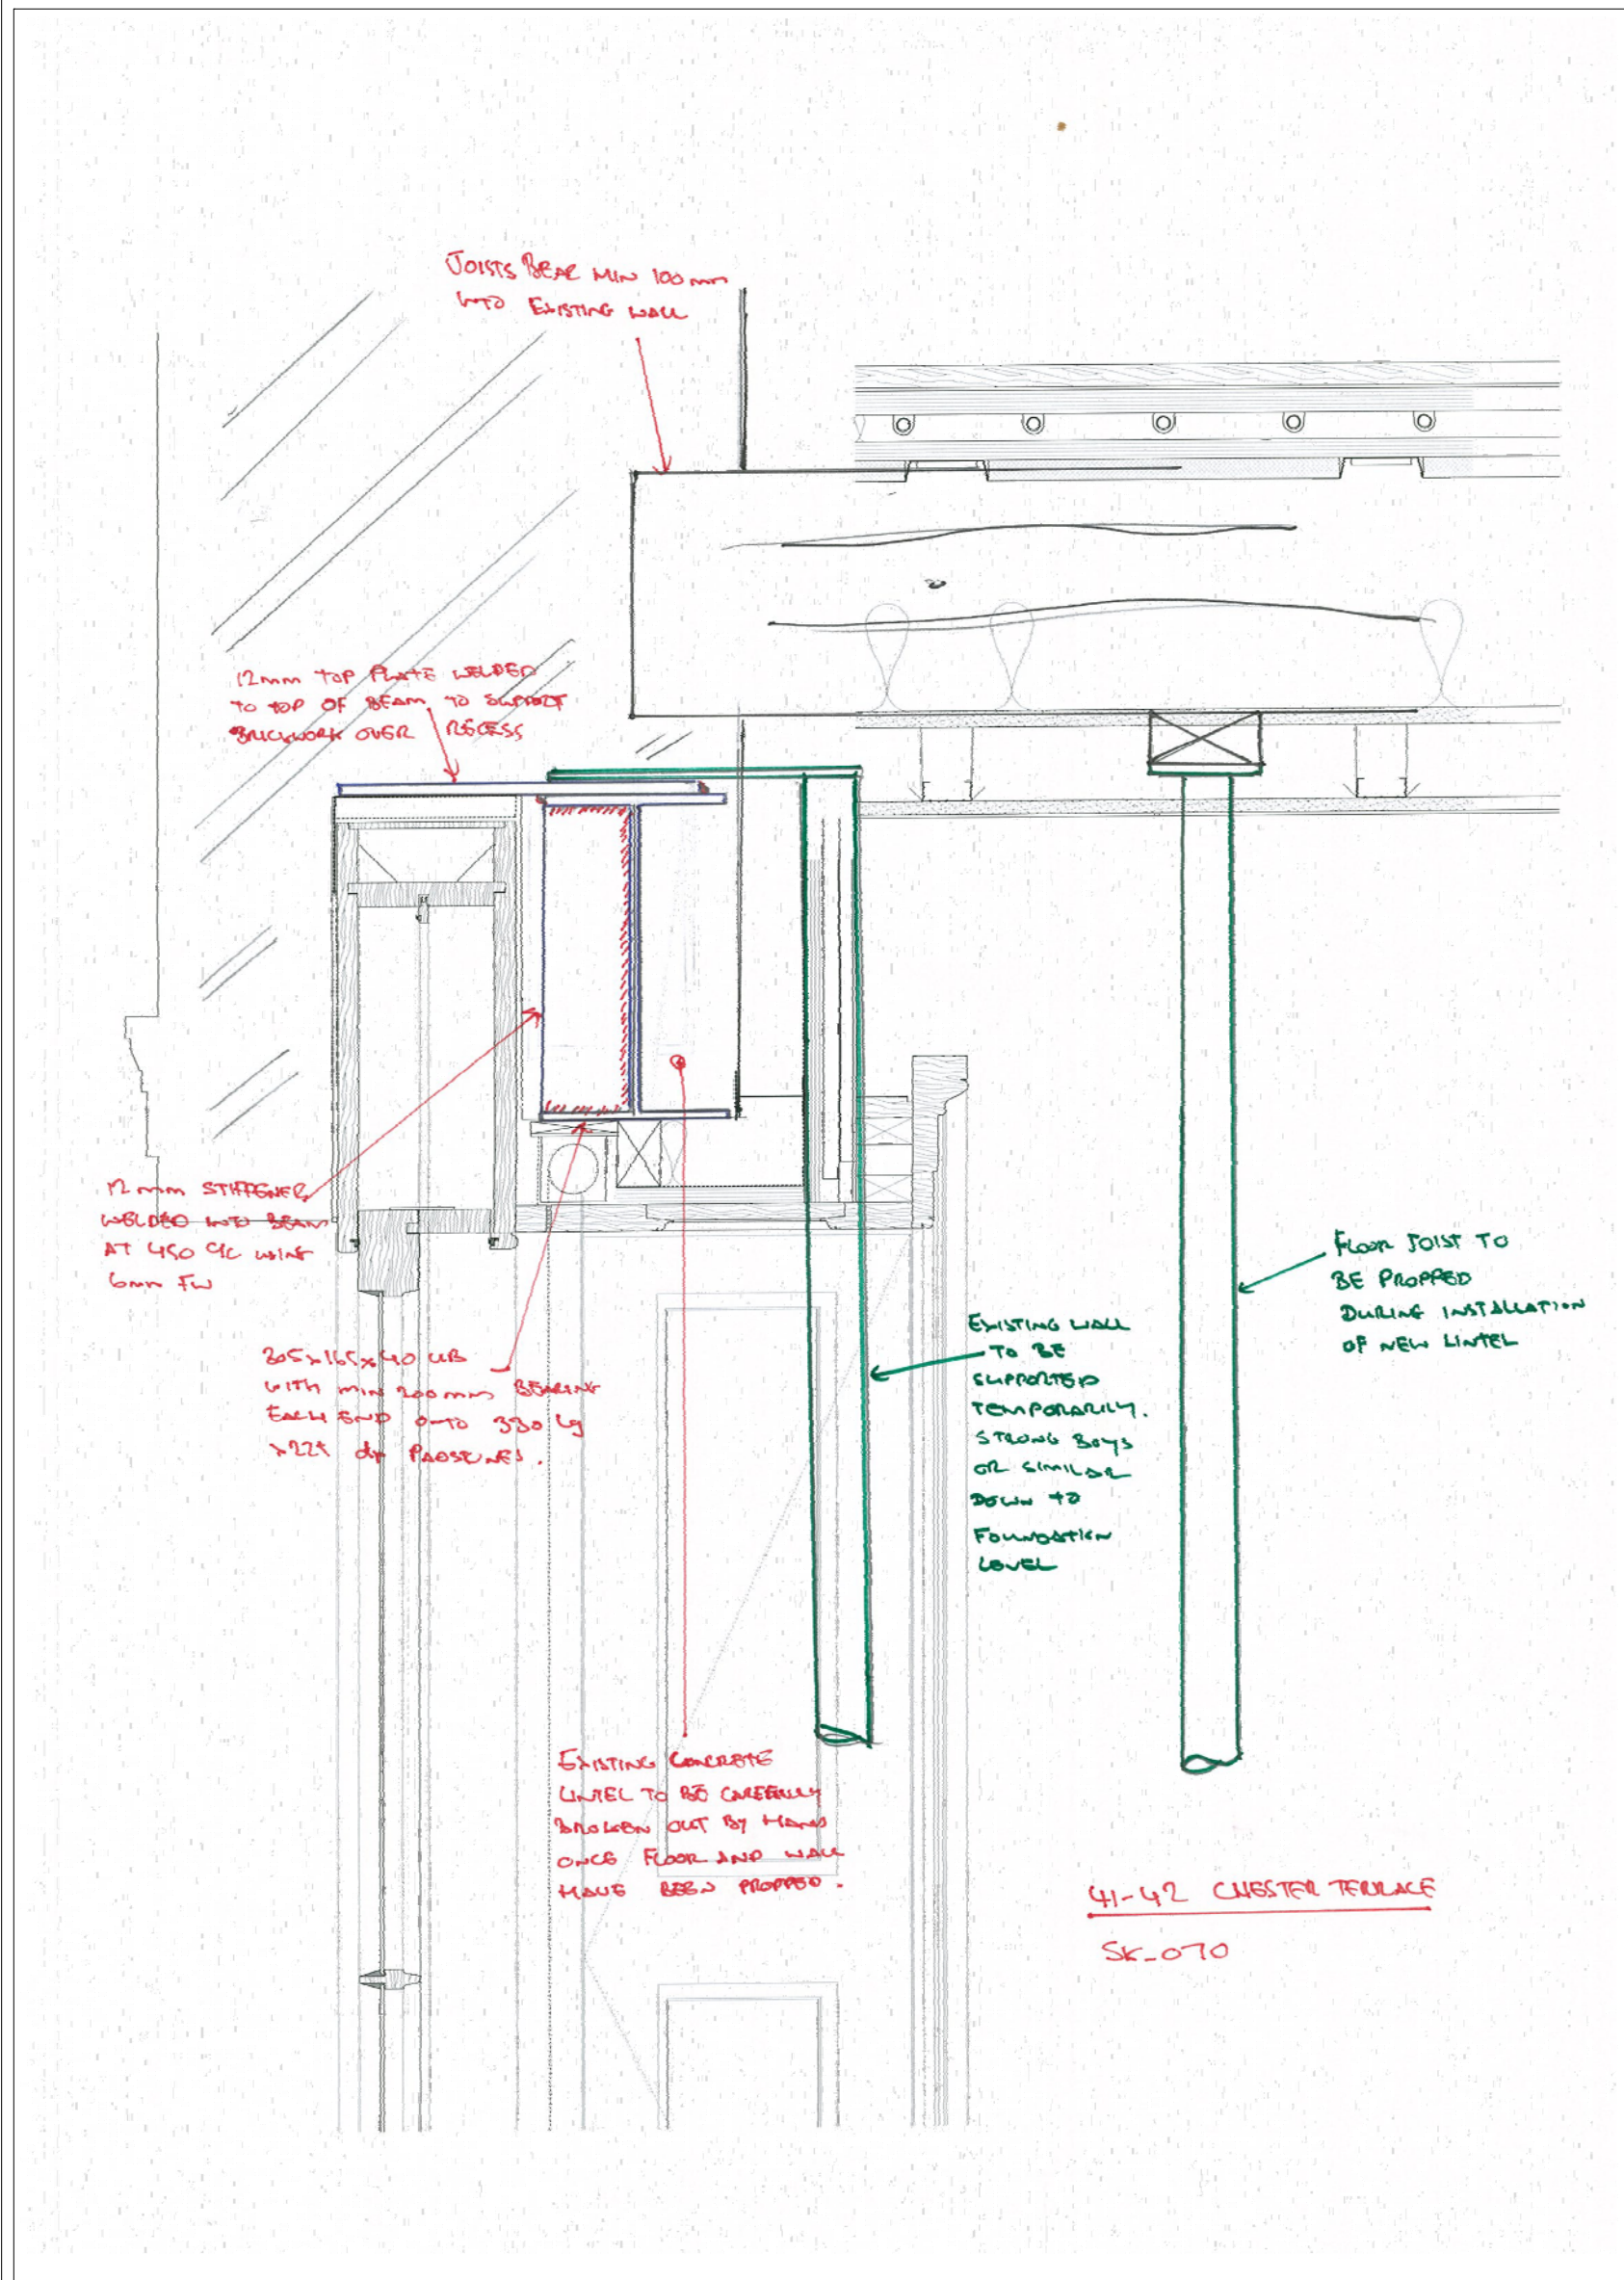 JOISTS BEAR MIN 100mm
INTO EXISTING WALL
12mm TOP PLATE WELDED
TO TOP OF BEAM TO SUPPORT
BRICKWORK OVER RECESS
12mm STIFFENER
WELDED INTO BEAM
AT 450 C/C USING
6mm FW
305x165x40 UB
WITH MIN 200mm BEARING
EACH END ONTO 330 lg
x225 dp PADSTONES.
EXISTING WALL
TO BE
SUPPORTED
TEMPORARILY.
STRONG BOYS
OR SIMILAR
DOWN TO
FOUNDATION
LEVEL
FLOOR JOIST TO
BE PROPPED
DURING INSTALLATION
OF NEW LINTEL
EXISTING CONCRETE
LINTEL TO BE CAREFULLY
BROKEN OUT BY HAND
ONCE FLOOR AND WALL
HAVE BEEN PROPPED.
41-42 CHESTER TERRACE
SK_070